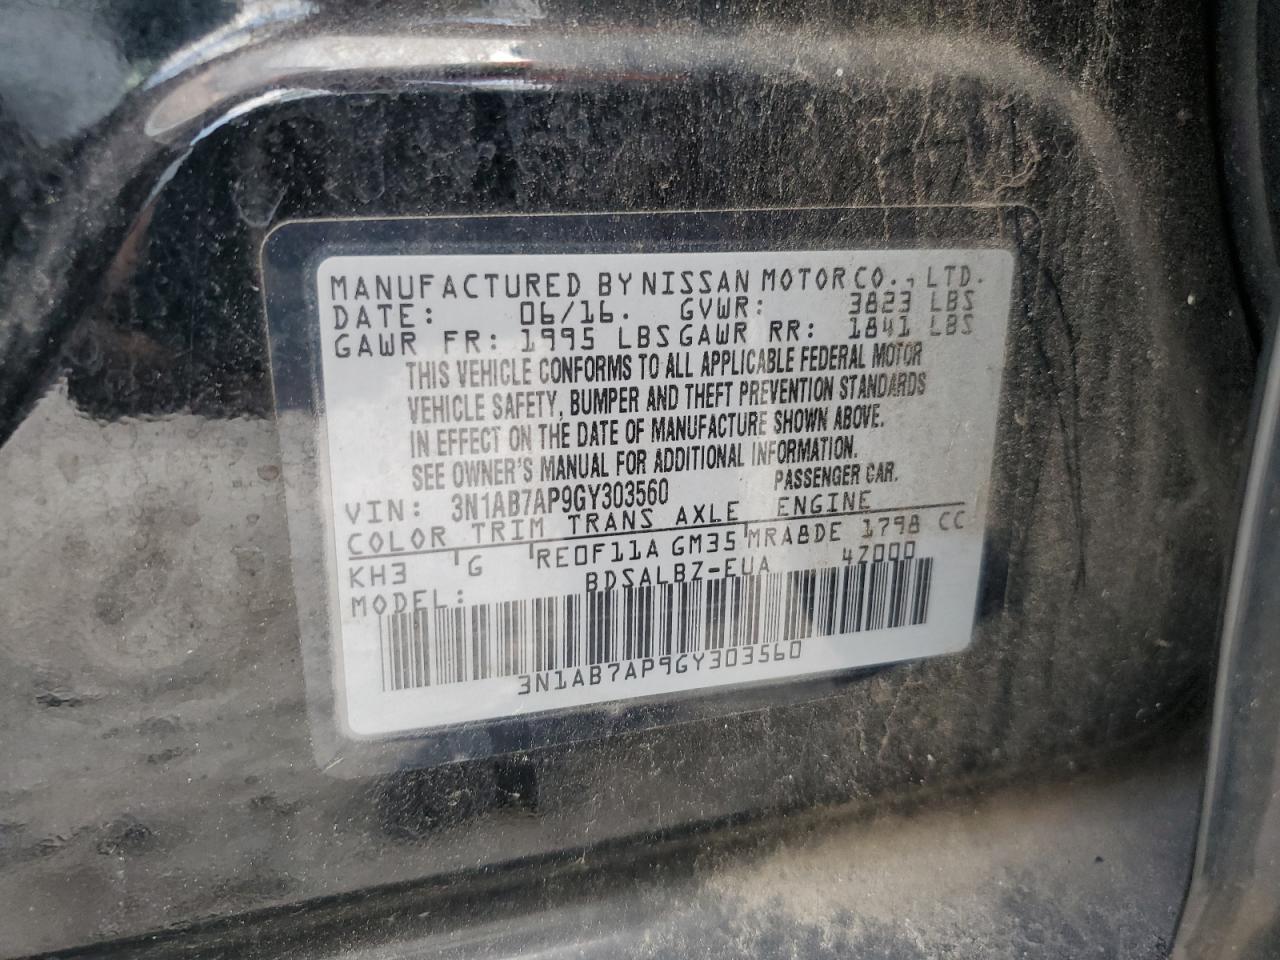 MANUFACTURED BY NISSAN MOTOR CO., LTD.
DATE: 06/16. GVWR: 3823 LBS
GAWR FR: 1995 LBS GAWR RR: 1841 LBS
THIS VEHICLE CONFORMS TO ALL APPLICABLE FEDERAL MOTOR
VEHICLE SAFETY, BUMPER AND THEFT PREVENTION STANDARDS
IN EFFECT ON THE DATE OF MANUFACTURE SHOWN ABOVE.
SEE OWNER'S MANUAL FOR ADDITIONAL INFORMATION.
VIN: 3N1AB7AP9GY303560 PASSENGER CAR.
COLOR TRIM TRANS AXLE ENGINE
KH3 G RE0F11A GM35 MRA8DE 1798 CC
MODEL: BDSALBZ-EUA 4Z000
3N1AB7AP9GY303560